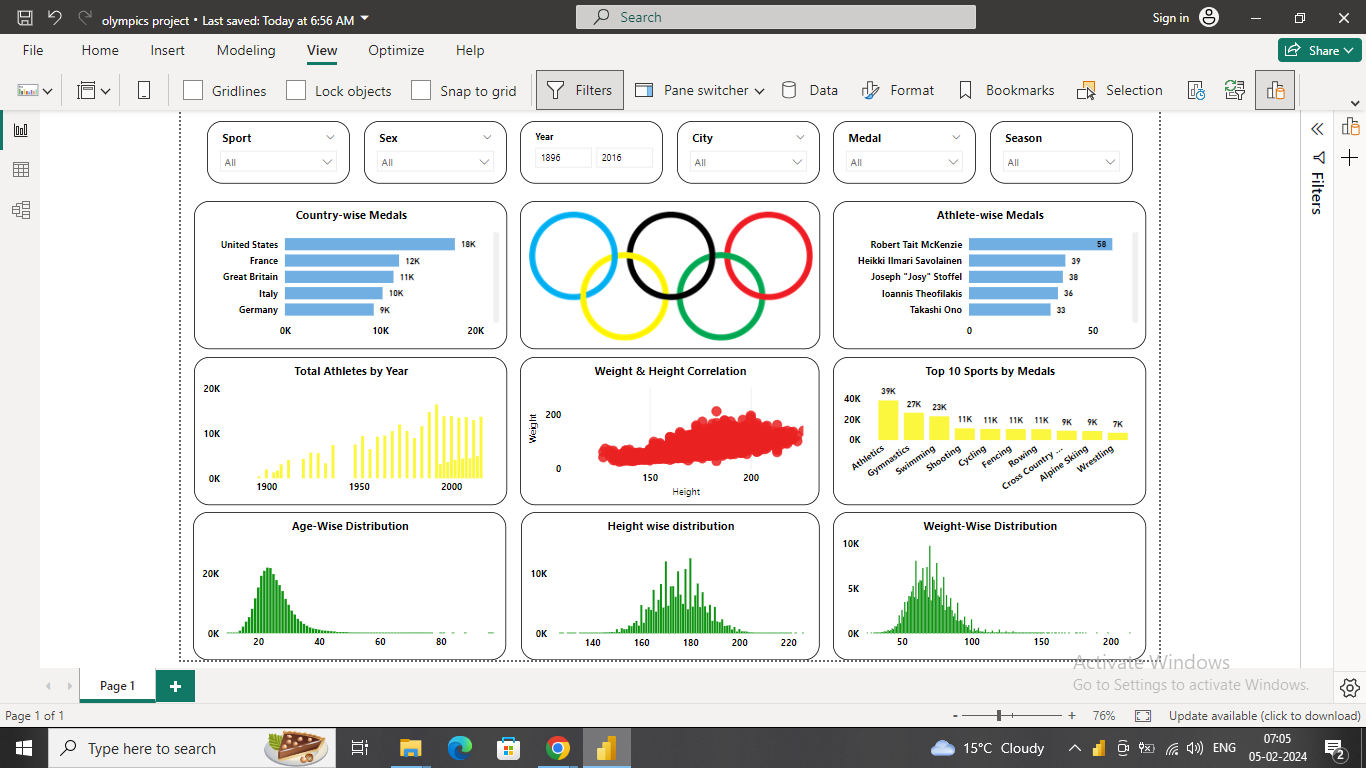 olympics project • Last saved: Today at 6:56 AM
Search
Sign in
File Home Insert Modeling View Optimize Help
Share
Gridlines Lock objects Snap to grid Filters Pane switcher Data Format Bookmarks Selection
Sport Sex Year City Medal Season
All All 1896 2016 All All All
Filters
Country-wise Medals
United States 18K
France 12K
Great Britain 11K
Italy 10K
Germany 9K
0K 10K 20K
Athlete-wise Medals
Robert Tait McKenzie 58
Heikki Ilmari Savolainen 39
Joseph "Josy" Stoffel 38
Ioannis Theofilakis 36
Takashi Ono 33
0 50
Total Athletes by Year
20K
10K
0K
1900 1950 2000
Weight & Height Correlation
Weight
200
0
150 200
Height
Top 10 Sports by Medals
40K
20K
0K
39K 27K 23K 11K 11K 11K 11K 9K 9K 7K
Athletics Gymnastics Swimming Shooting Cycling Fencing Rowing Cross Country ... Alpine Skiing Wrestling
Age-Wise Distribution
20K
0K
20 40 60 80
Height wise distribution
10K
0K
140 160 180 200 220
Weight-Wise Distribution
10K
5K
0K
50 100 150 200
Activate Windows
Go to Settings to activate Windows.
Page 1 +
Page 1 of 1
- + 76% Update available (click to download)
Type here to search
15°C Cloudy
ENG
07:05
05-02-2024
2